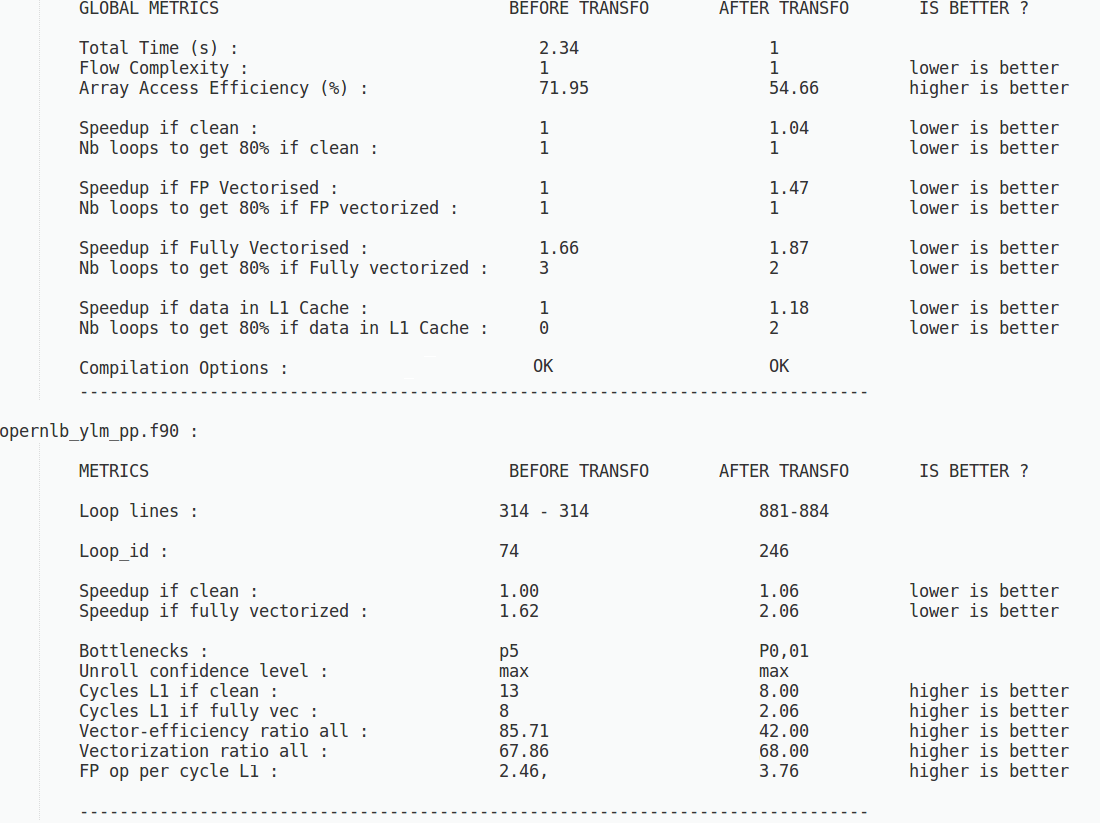 GLOBAL METRICS BEFORE TRANSFO AFTER TRANSFO IS BETTER ?
Total Time (s) : 2.34 1
Flow Complexity : 1 1 lower is better
Array Access Efficiency (%) : 71.95 54.66 higher is better
Speedup if clean : 1 1.04 lower is better
Nb loops to get 80% if clean : 1 1 lower is better
Speedup if FP Vectorised : 1 1.47 lower is better
Nb loops to get 80% if FP vectorized : 1 1 lower is better
Speedup if Fully Vectorised : 1.66 1.87 lower is better
Nb loops to get 80% if Fully vectorized : 3 2 lower is better
Speedup if data in L1 Cache : 1 1.18 lower is better
Nb loops to get 80% if data in L1 Cache : 0 2 lower is better
Compilation Options : OK OK
-------------------------------------------------------------------------------
opernlb_ylm_pp.f90 :
METRICS BEFORE TRANSFO AFTER TRANSFO IS BETTER ?
Loop lines : 314 - 314 881-884
Loop_id : 74 246
Speedup if clean : 1.00 1.06 lower is better
Speedup if fully vectorized : 1.62 2.06 lower is better
Bottlenecks : p5 P0,01
Unroll confidence level : max max
Cycles L1 if clean : 13 8.00 higher is better
Cycles L1 if fully vec : 8 2.06 higher is better
Vector-efficiency ratio all : 85.71 42.00 higher is better
Vectorization ratio all : 67.86 68.00 higher is better
FP op per cycle L1 : 2.46, 3.76 higher is better
-------------------------------------------------------------------------------